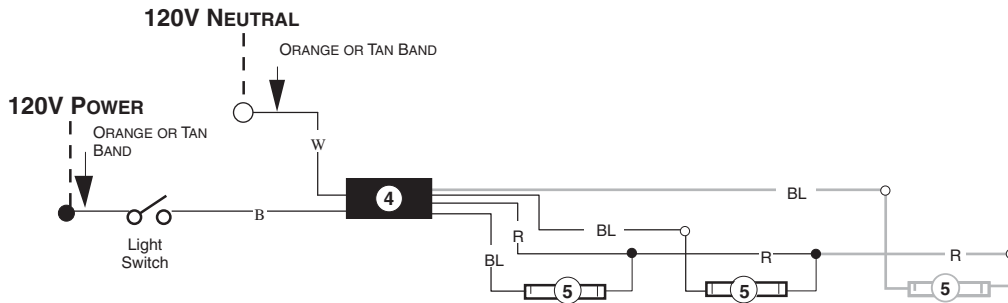 120V NEUTRAL
ORANGE OR TAN BAND
120V POWER
ORANGE OR TAN
BAND
W
4
BL
B
R
BL
R
R
BL
Light
Switch
5
5
5